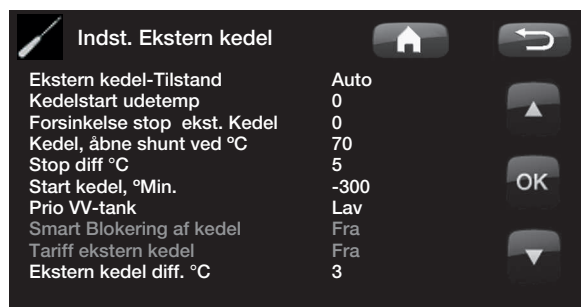 Indst. Ekstern kedel
Ekstern kedel-Tilstand Auto
Kedelstart udetemp 0
Forsinkelse stop ekst. Kedel 0
Kedel, åbne shunt ved ºC 70
Stop diff °C 5
Start kedel, ºMin. -300
Prio VV-tank Lav
Smart Blokering af kedel Fra
Tariff ekstern kedel Fra
Ekstern kedel diff. °C 3
OK